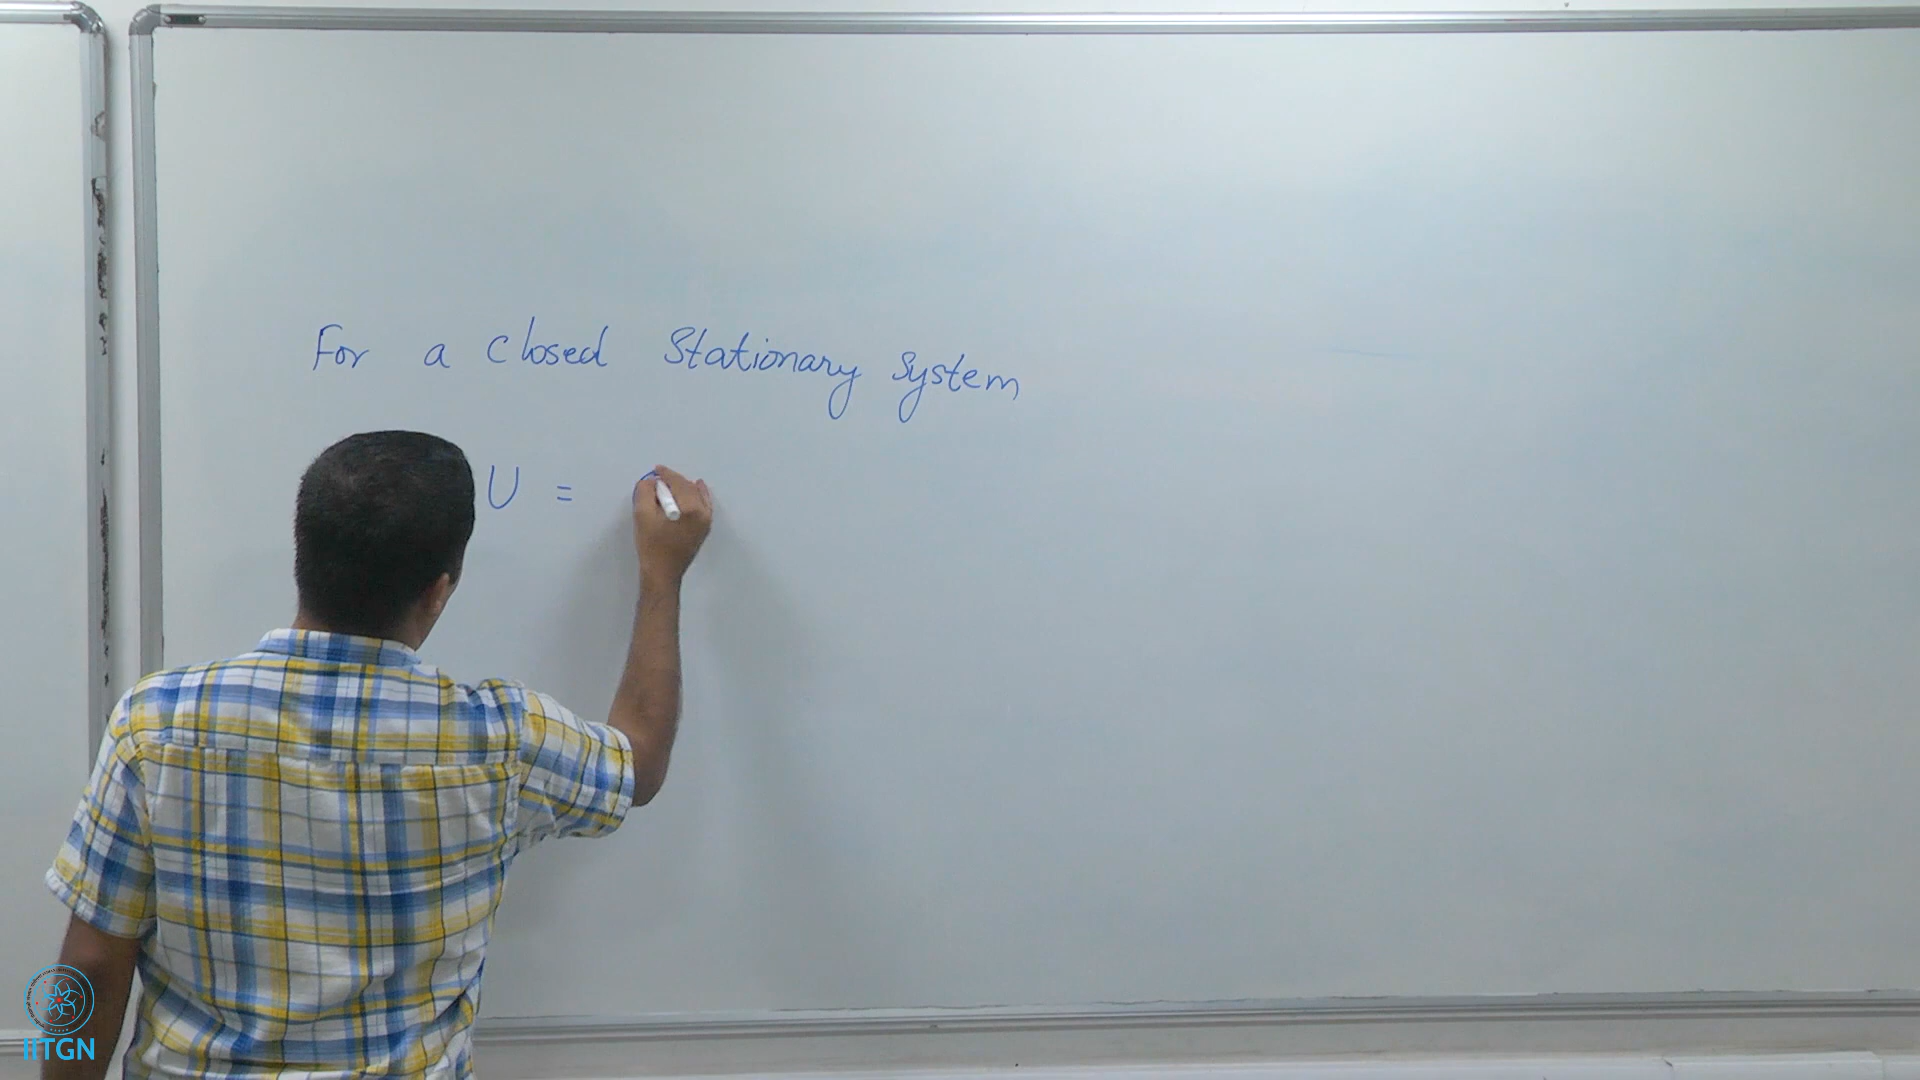 For a closed Stationary System
U =
IITGN